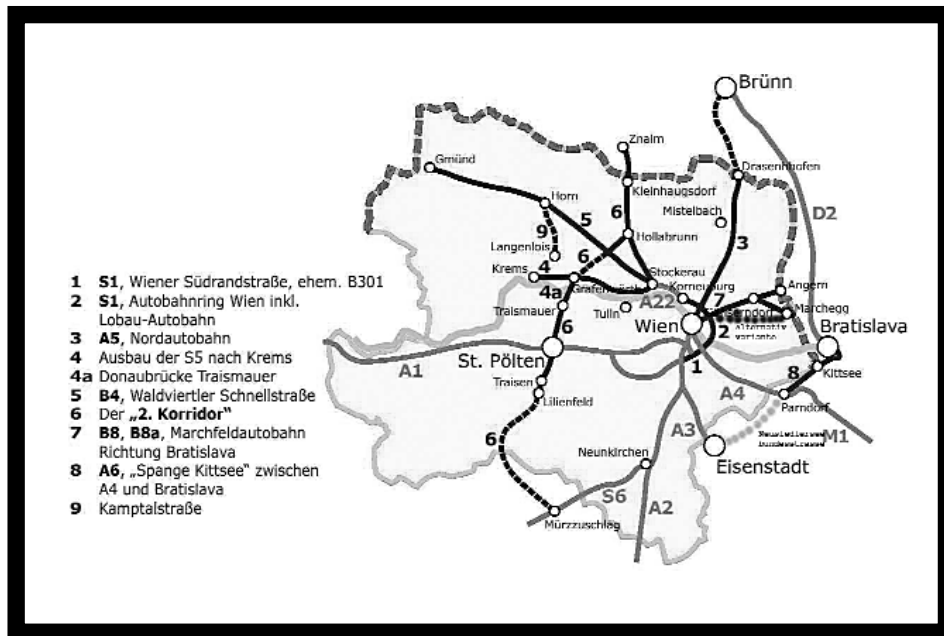 Brünn
Znaim
Gmünd
Drasenhofen
Kleinhaugsdorf
Horn
Mistelbach
5
6
D2
9
Hollabrunn
3
Langenlois
6
Krems
4
Stockerau
Angern
1 S1, Wiener Südrandstraße, ehem. B301
4a
Grafenwörth
Korneuburg
A22
7
Marchegg
2 S1, Autobahnring Wien inkl.
Traismauer
Tulln
Lobau-Autobahn
6
Wien
2
Bratislava
3 A5, Nordautobahn
St. Pölten
1
4 Ausbau der S5 nach Krems
A1
8
Kittsee
4a Donaubrücke Traismauer
Traisen
A4
5 B4, Waldviertler Schnellstraße
Lilienfeld
Parndorf
6 Der „2. Korridor“
A3
M1
7 B8, B8a, Marchfeldautobahn
6
Richtung Bratislava
Neunkirchen
Eisenstadt
8 A6, „Spange Kittsee“ zwischen
S6
A4 und Bratislava
A2
9 Kamptalstraße
Mürzzuschlag